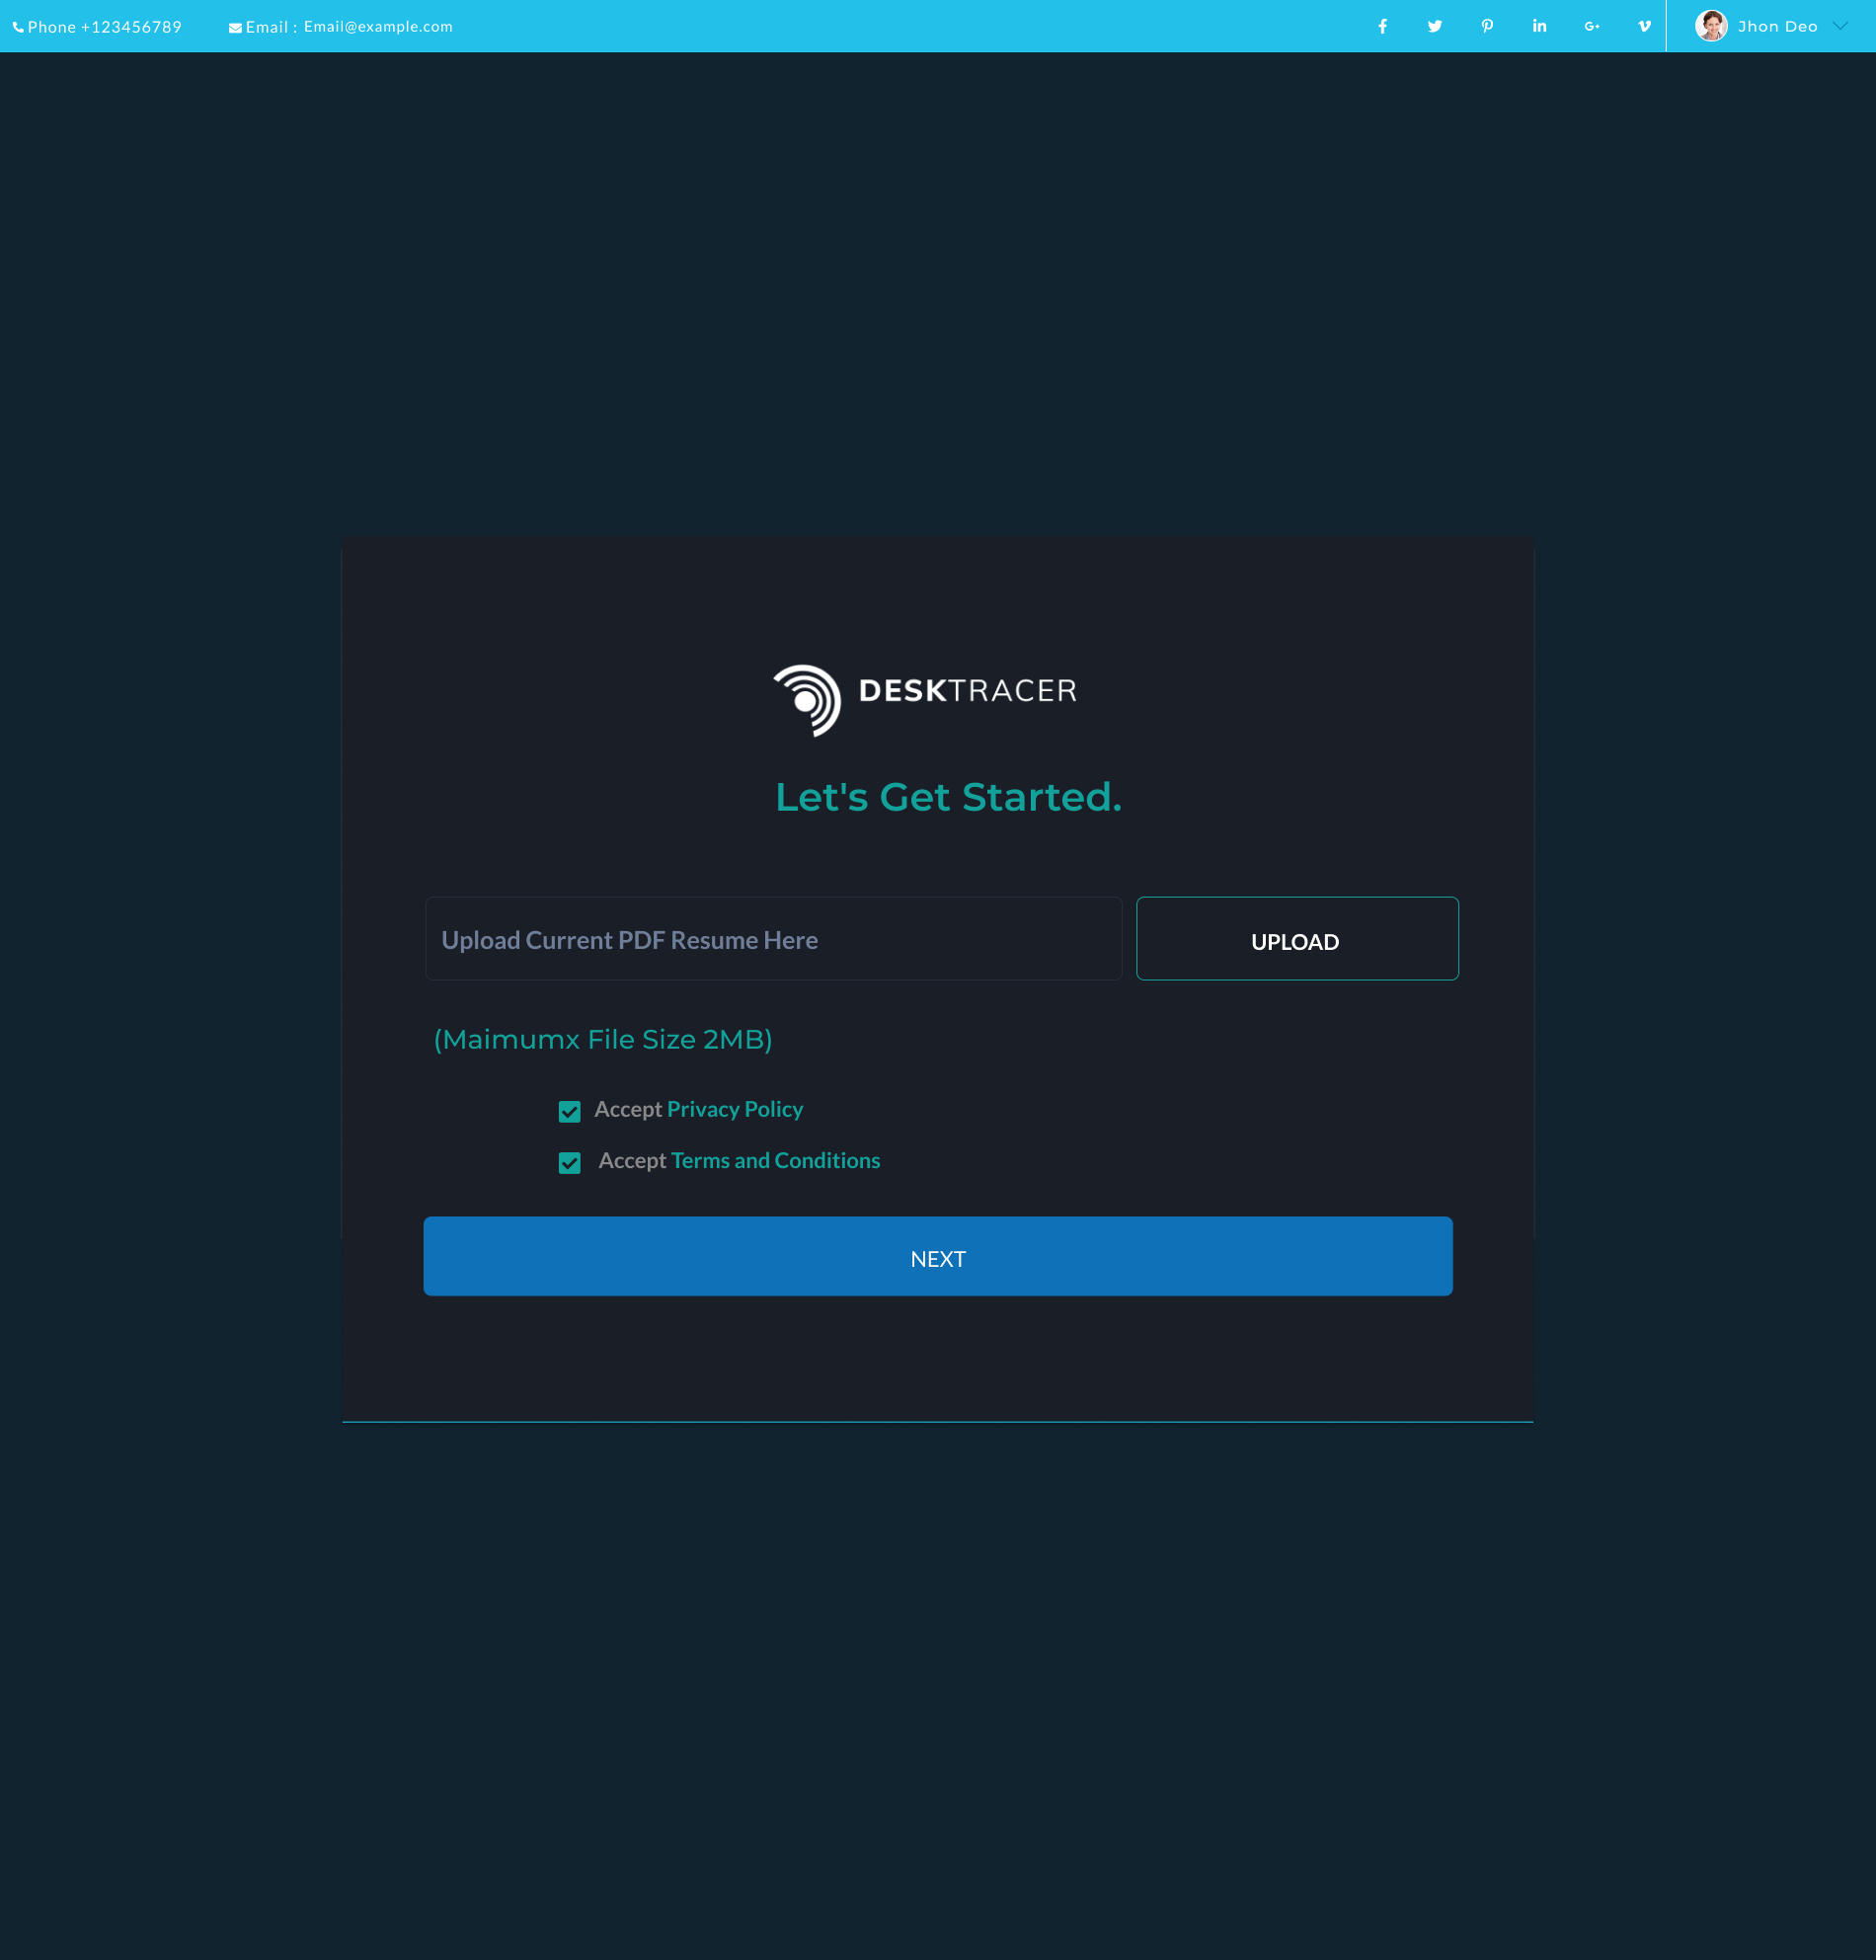 Phone +123456789 Email : Email@example.com Jhon Deo
DESKTRACER
Let's Get Started.
Upload Current PDF Resume Here UPLOAD
(Maimumx File Size 2MB)
Accept Privacy Policy
Accept Terms and Conditions
NEXT